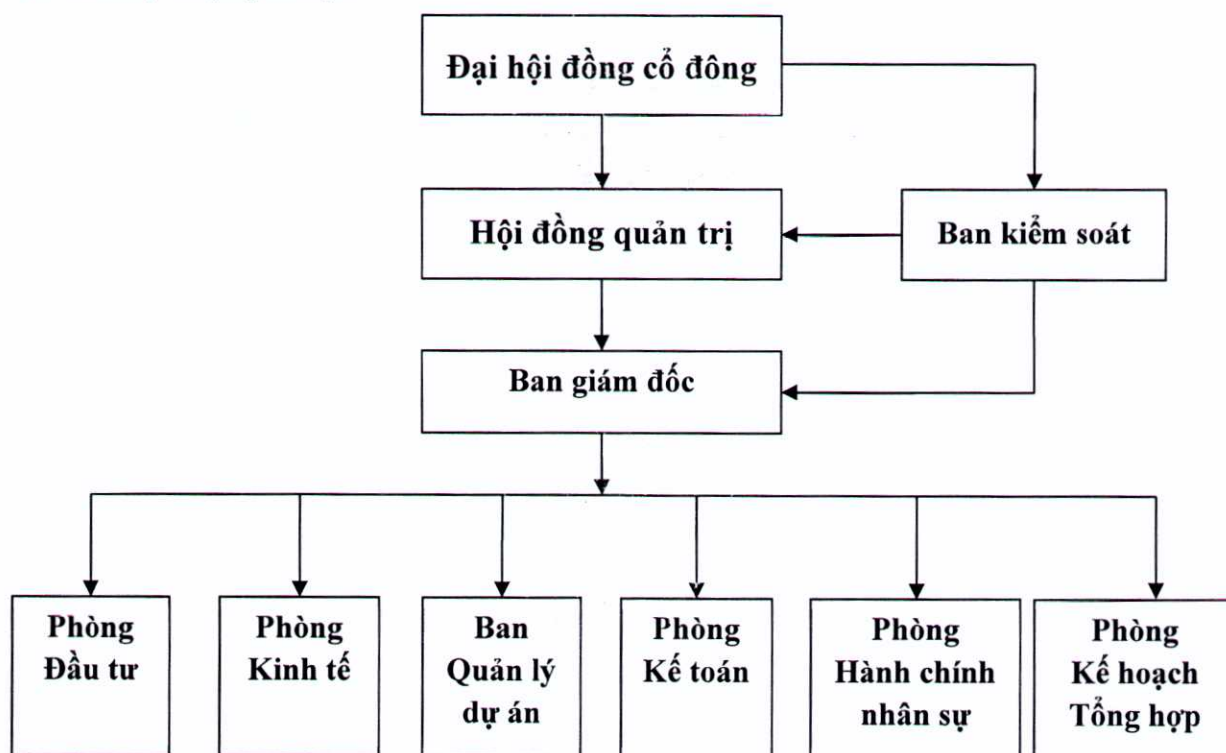 Đại hội đồng cổ đông
Hội đồng quản trị
Ban kiểm soát
Ban giám đốc
Phòng
Đầu tư
Phòng
Kinh tế
Ban
Quản lý
dự án
Phòng
Kế toán
Phòng
Hành chính
nhân sự
Phòng
Kế hoạch
Tổng hợp